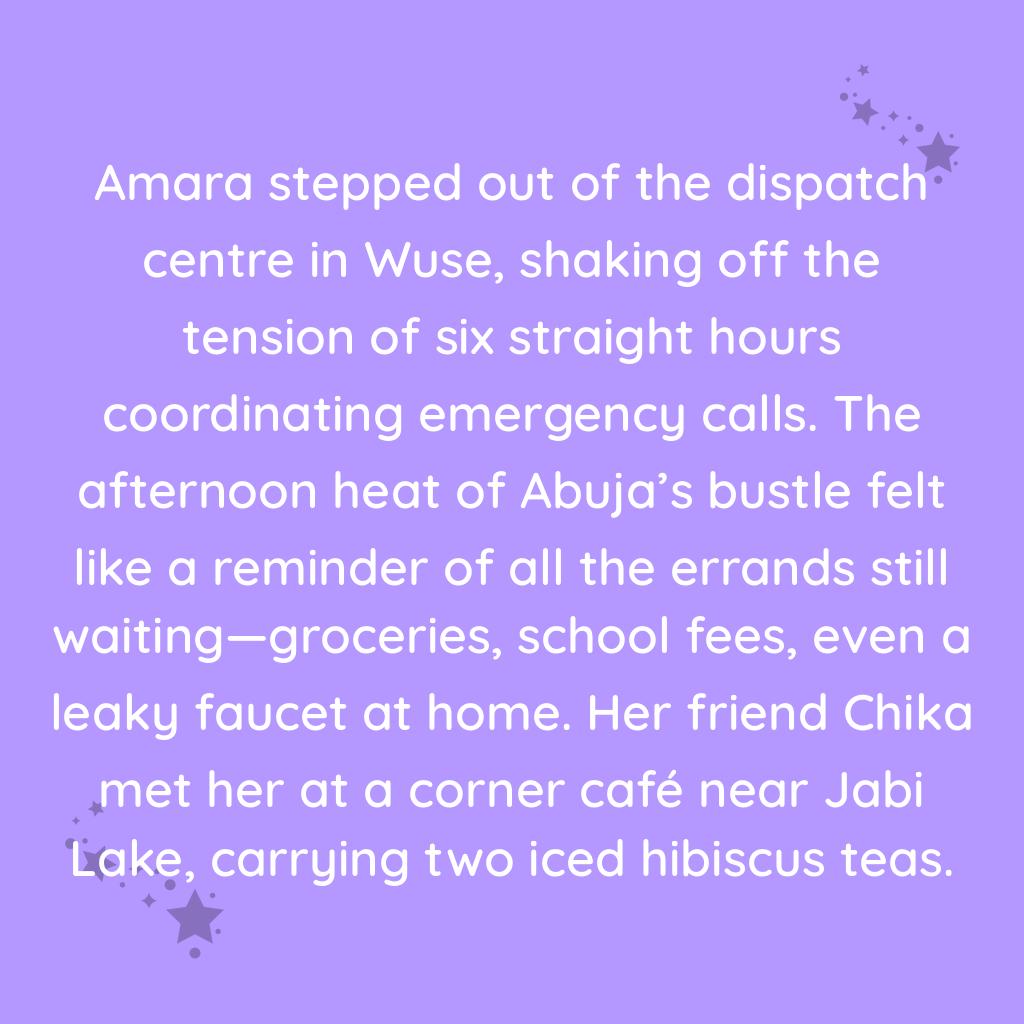 Amara stepped out of the dispatch
centre in Wuse, shaking off the
tension of six straight hours
coordinating emergency calls. The
afternoon heat of Abuja’s bustle felt
like a reminder of all the errands still
waiting—groceries, school fees, even a
leaky faucet at home. Her friend Chika
met her at a corner café near Jabi
Lake, carrying two iced hibiscus teas.